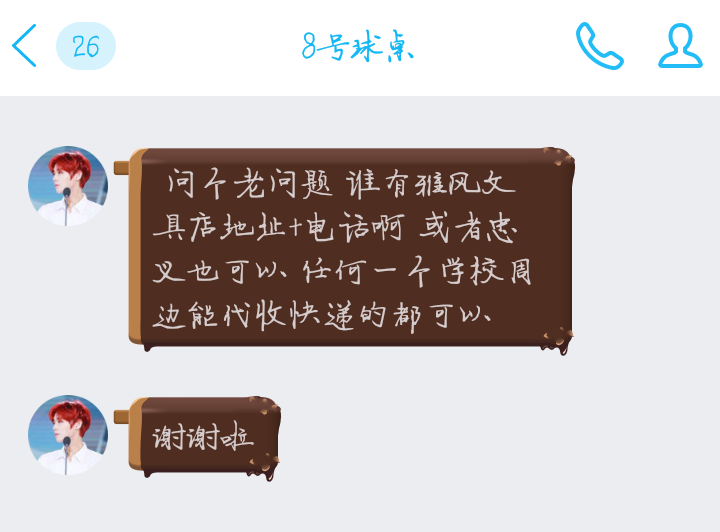 26
8号球桌
问个老问题 谁有雅风文
具店地址+电话啊 或者忠
义也可以 任何一个学校周
边能代收快递的都可以
谢谢啦